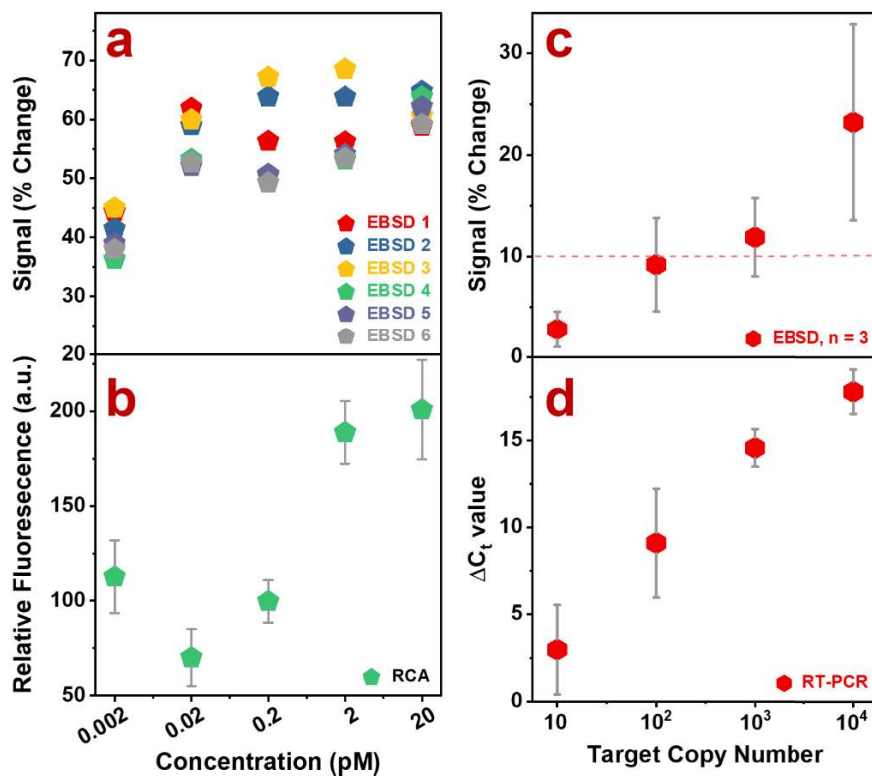 a
Signal (% Change)
70
60
50
40
30
20
EBSD 1
EBSD 2
EBSD 3
EBSD 4
EBSD 5
EBSD 6
b
Relative Fluoresecence (a.u.)
200
150
100
50
RCA
0.002
0.02
0.2
2
20
Concentration (pM)
c
Signal (% Change)
30
20
10
0
EBSD, n = 3
d
ΔCt value
15
10
5
0
RT-PCR
10
10²
10³
10⁴
Target Copy Number